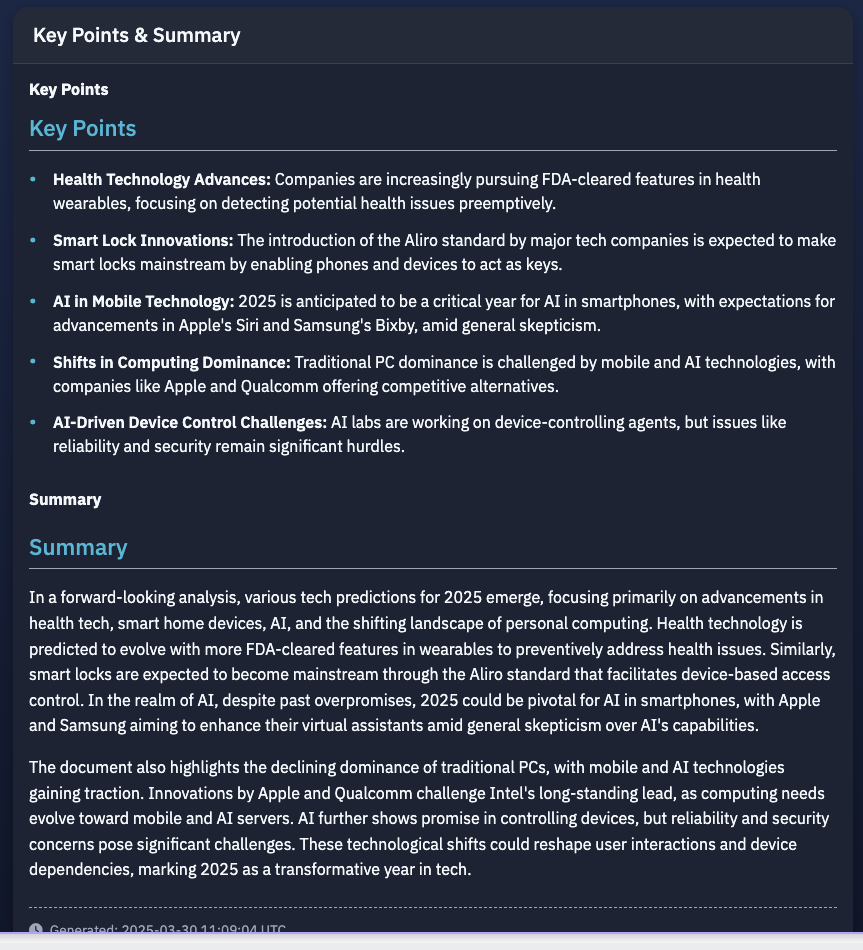 Key Points & Summary
Key Points
Key Points
• Health Technology Advances: Companies are increasingly pursuing FDA-cleared features in health
wearables, focusing on detecting potential health issues preemptively.
• Smart Lock Innovations: The introduction of the Aliro standard by major tech companies is expected to make
smart locks mainstream by enabling phones and devices to act as keys.
• AI in Mobile Technology: 2025 is anticipated to be a critical year for AI in smartphones, with expectations for
advancements in Apple's Siri and Samsung's Bixby, amid general skepticism.
• Shifts in Computing Dominance: Traditional PC dominance is challenged by mobile and AI technologies, with
companies like Apple and Qualcomm offering competitive alternatives.
• AI-Driven Device Control Challenges: AI labs are working on device-controlling agents, but issues like
reliability and security remain significant hurdles.
Summary
Summary
In a forward-looking analysis, various tech predictions for 2025 emerge, focusing primarily on advancements in
health tech, smart home devices, AI, and the shifting landscape of personal computing. Health technology is
predicted to evolve with more FDA-cleared features in wearables to preventively address health issues. Similarly,
smart locks are expected to become mainstream through the Aliro standard that facilitates device-based access
control. In the realm of AI, despite past overpromises, 2025 could be pivotal for AI in smartphones, with Apple
and Samsung aiming to enhance their virtual assistants amid general skepticism over AI's capabilities.
The document also highlights the declining dominance of traditional PCs, with mobile and AI technologies
gaining traction. Innovations by Apple and Qualcomm challenge Intel's long-standing lead, as computing needs
evolve toward mobile and AI servers. AI further shows promise in controlling devices, but reliability and security
concerns pose significant challenges. These technological shifts could reshape user interactions and device
dependencies, marking 2025 as a transformative year in tech.
Generated: 2025-03-30 11:09:04 UTC